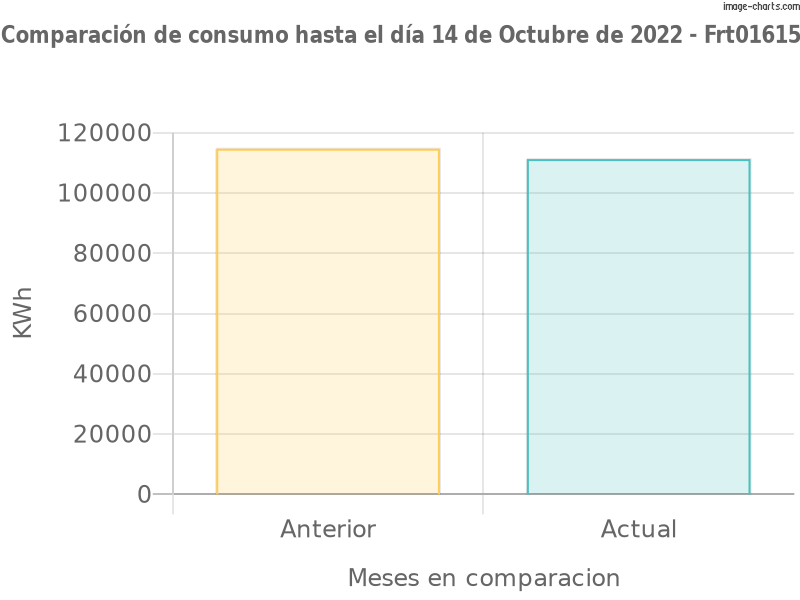 image-charts.com
Comparación de consumo hasta el día 14 de Octubre de 2022 - Frt01615
120000
100000
80000
60000
40000
20000
0
KWh
Anterior Actual
Meses en comparacion